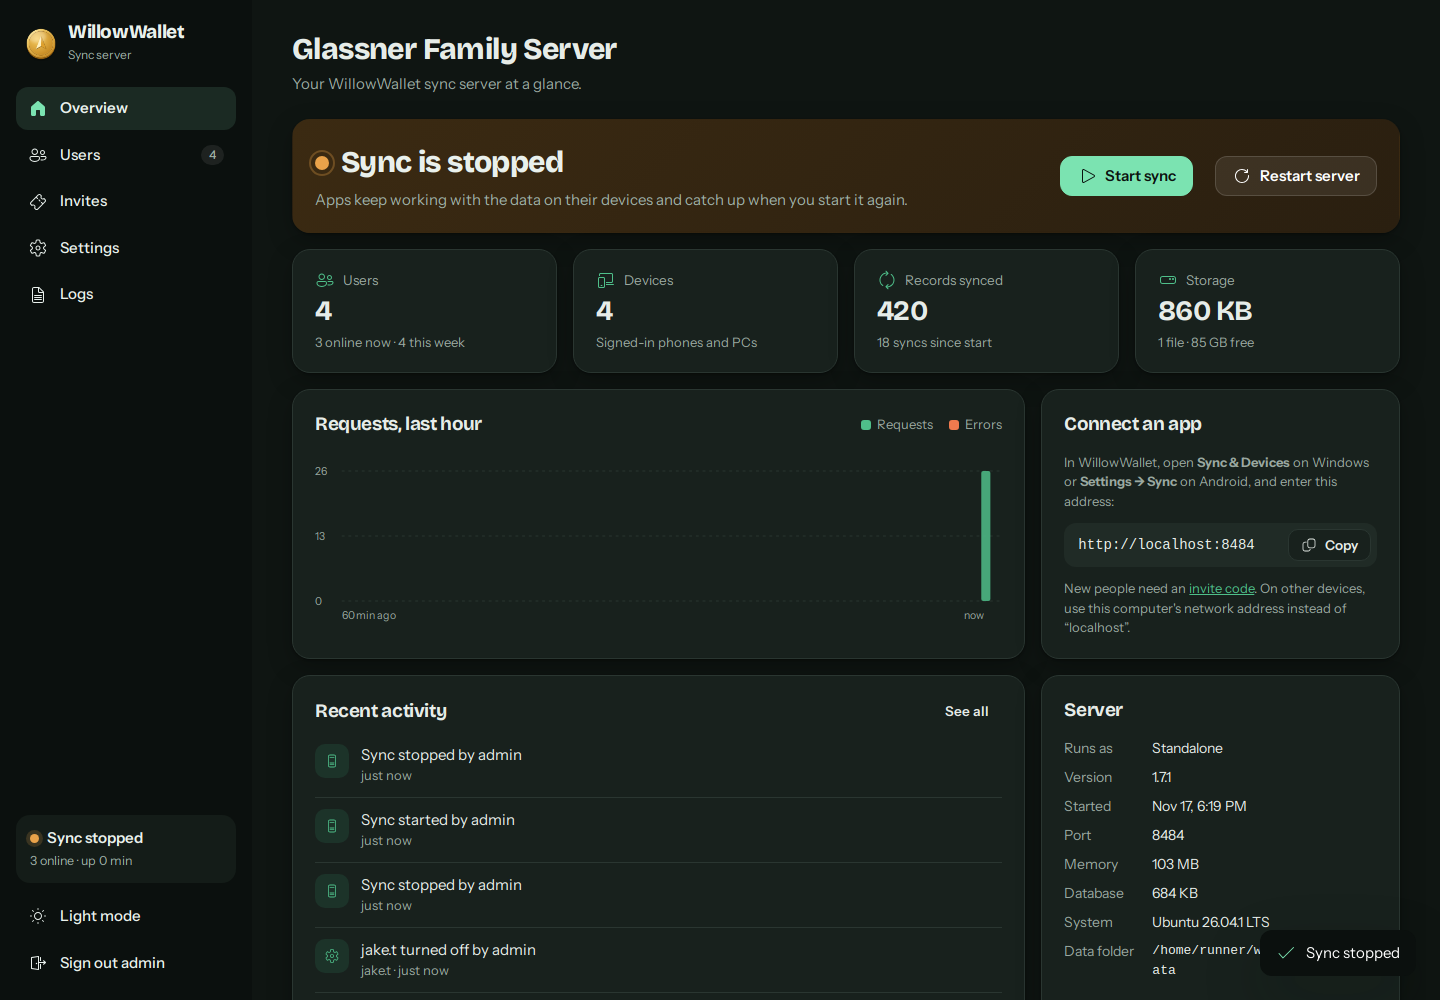 WillowWallet
Sync server
Overview
Users 4
Invites
Settings
Logs
Sync stopped
3 online · up 0 min
Light mode
Sign out admin
Glassner Family Server
Your WillowWallet sync server at a glance.
Sync is stopped
Apps keep working with the data on their devices and catch up when you start it again.
Start sync
Restart server
Users
4
3 online now · 4 this week
Devices
4
Signed-in phones and PCs
Records synced
420
18 syncs since start
Storage
860 KB
1 file · 85 GB free
Requests, last hour
Requests Errors
26
13
0
60 min ago now
Connect an app
In WillowWallet, open Sync & Devices on Windows
or Settings → Sync on Android, and enter this
address:
http://localhost:8484 Copy
New people need an invite code. On other devices,
use this computer's network address instead of
“localhost”.
Recent activity See all
Sync stopped by admin
just now
Sync started by admin
just now
Sync stopped by admin
just now
jake.t turned off by admin
jake.t · just now
Server
Runs as Standalone
Version 1.7.1
Started Nov 17, 6:19 PM
Port 8484
Memory 103 MB
Database 684 KB
System Ubuntu 26.04.1 LTS
Data folder /home/runner/w
ata
Sync stopped